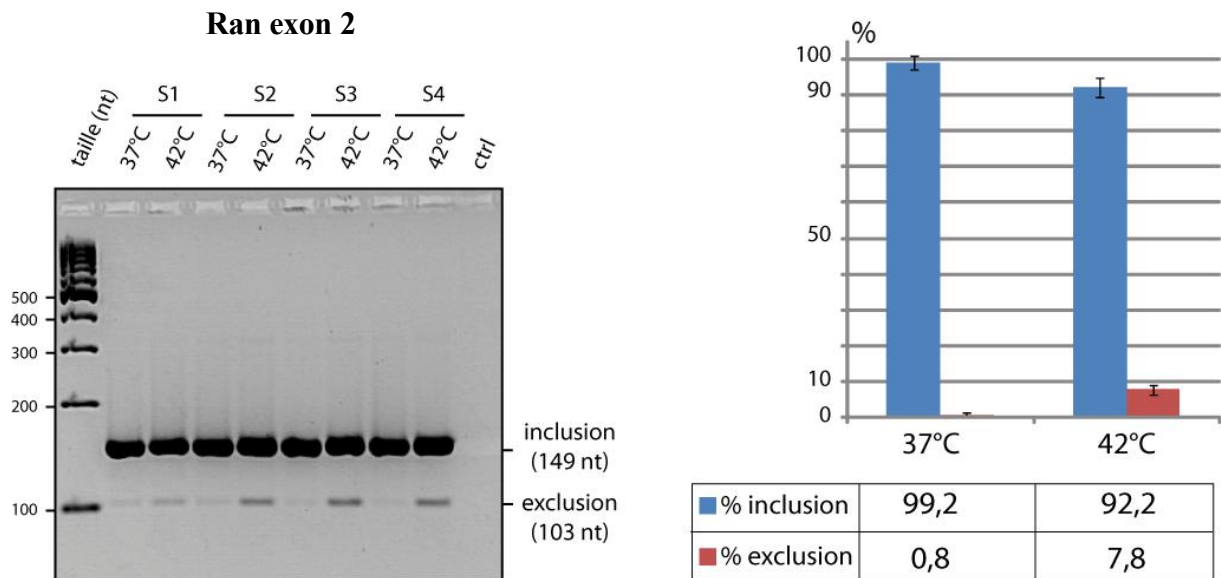 Ran exon 2
taille (nt)
S1 S2 S3 S4
37°C 42°C 37°C 42°C 37°C 42°C 37°C 42°C ctrl
500
400
300
200
100
inclusion
(149 nt)
exclusion
(103 nt)
%
100
90
50
10
0
37°C 42°C
% inclusion 99,2 92,2
% exclusion 0,8 7,8